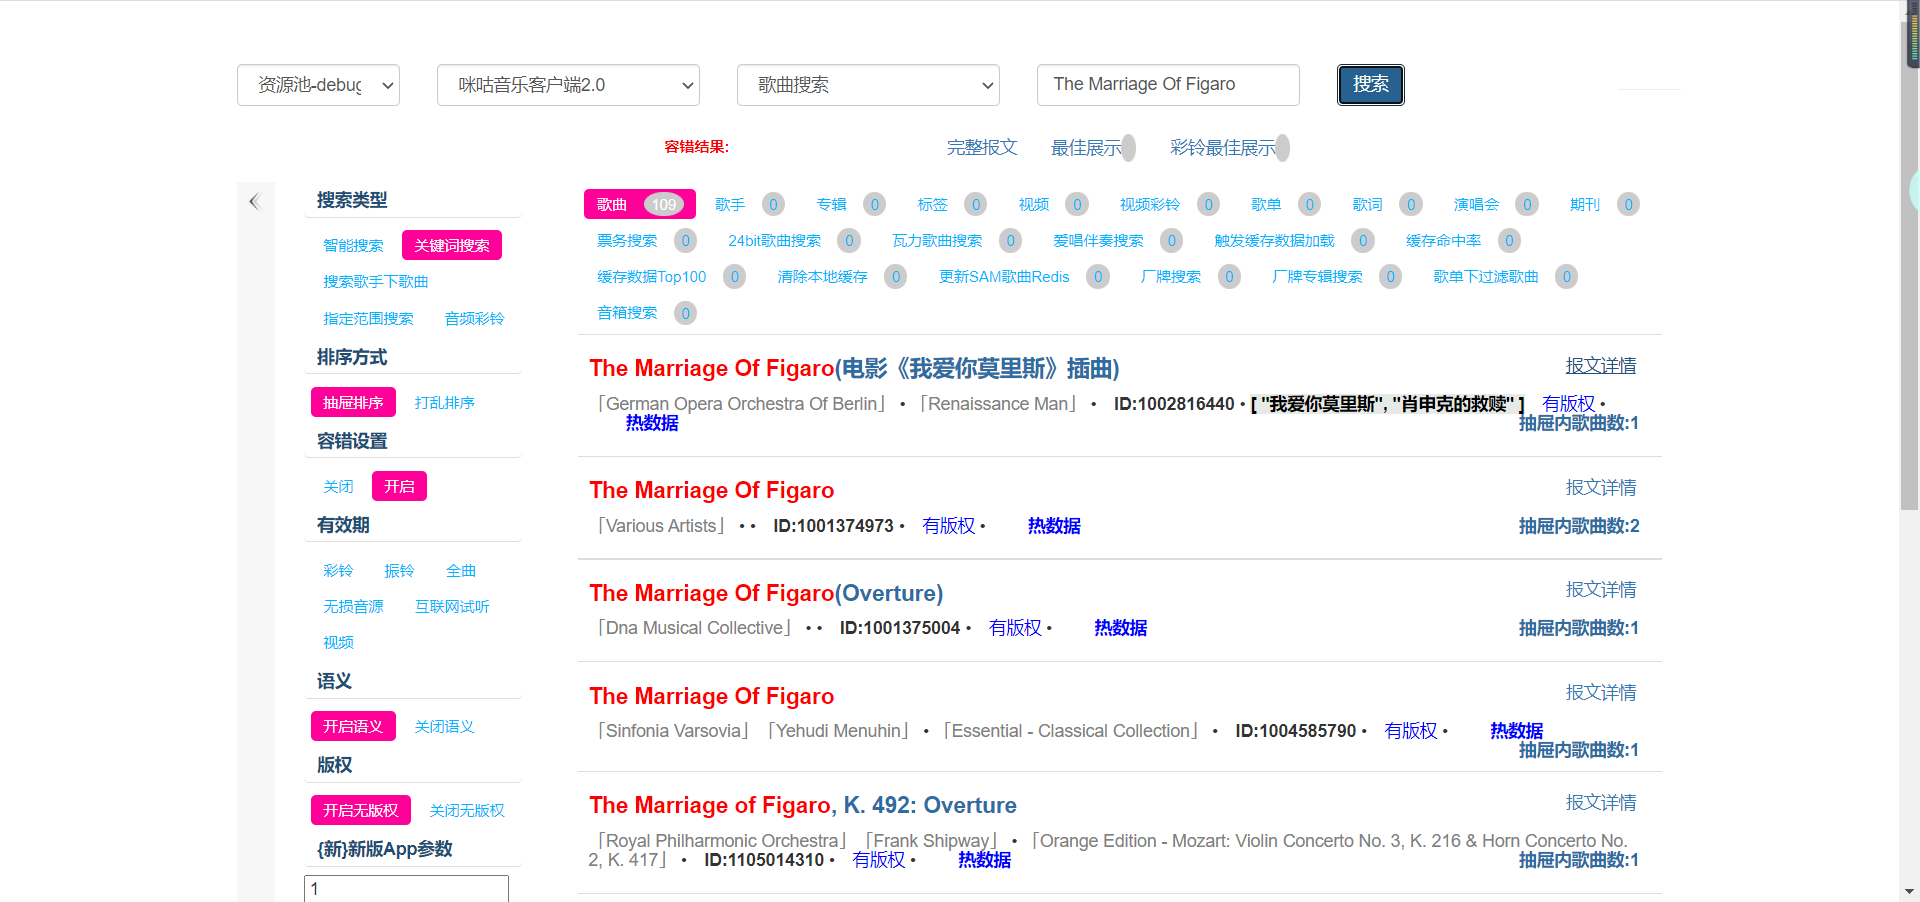 资源池-debug 咪咕音乐客户端2.0 歌曲搜索 The Marriage Of Figaro 搜索
容错结果: 完整报文 最佳展示 彩铃最佳展示
搜索类型
智能搜索 关键词搜索
搜索歌手下歌曲
指定范围搜索 音频彩铃
排序方式
抽屉排序 打乱排序
容错设置
关闭 开启
有效期
彩铃 振铃 全曲
无损音源 互联网试听
视频
语义
开启语义 关闭语义
版权
开启无版权 关闭无版权
{新}新版App参数
1
歌曲 109 歌手 0 专辑 0 标签 0 视频 0 视频彩铃 0 歌单 0 歌词 0 演唱会 0 期刊 0
票务搜索 0 24bit歌曲搜索 0 瓦力歌曲搜索 0 爱唱伴奏搜索 0 触发缓存数据加载 0 缓存命中率 0
缓存数据Top100 0 清除本地缓存 0 更新SAM歌曲Redis 0 厂牌搜索 0 厂牌专辑搜索 0 歌单下过滤歌曲 0
音箱搜索 0
The Marriage Of Figaro(电影《我爱你莫里斯》插曲) 报文详情
「German Opera Orchestra Of Berlin」 • 「Renaissance Man」 • ID:1002816440 • [ "我爱你莫里斯", "肖申克的救赎" ] 有版权 •
热数据 抽屉内歌曲数:1
The Marriage Of Figaro 报文详情
「Various Artists」 • • ID:1001374973 • 有版权 • 热数据 抽屉内歌曲数:2
The Marriage Of Figaro(Overture) 报文详情
「Dna Musical Collective」 • • ID:1001375004 • 有版权 • 热数据 抽屉内歌曲数:1
The Marriage Of Figaro 报文详情
「Sinfonia Varsovia」 「Yehudi Menuhin」 • 「Essential - Classical Collection」 • ID:1004585790 • 有版权 • 热数据
抽屉内歌曲数:1
The Marriage of Figaro, K. 492: Overture 报文详情
「Royal Philharmonic Orchestra」 「Frank Shipway」 • 「Orange Edition - Mozart: Violin Concerto No. 3, K. 216 & Horn Concerto No.
2, K. 417」 • ID:1105014310 • 有版权 • 热数据 抽屉内歌曲数:1